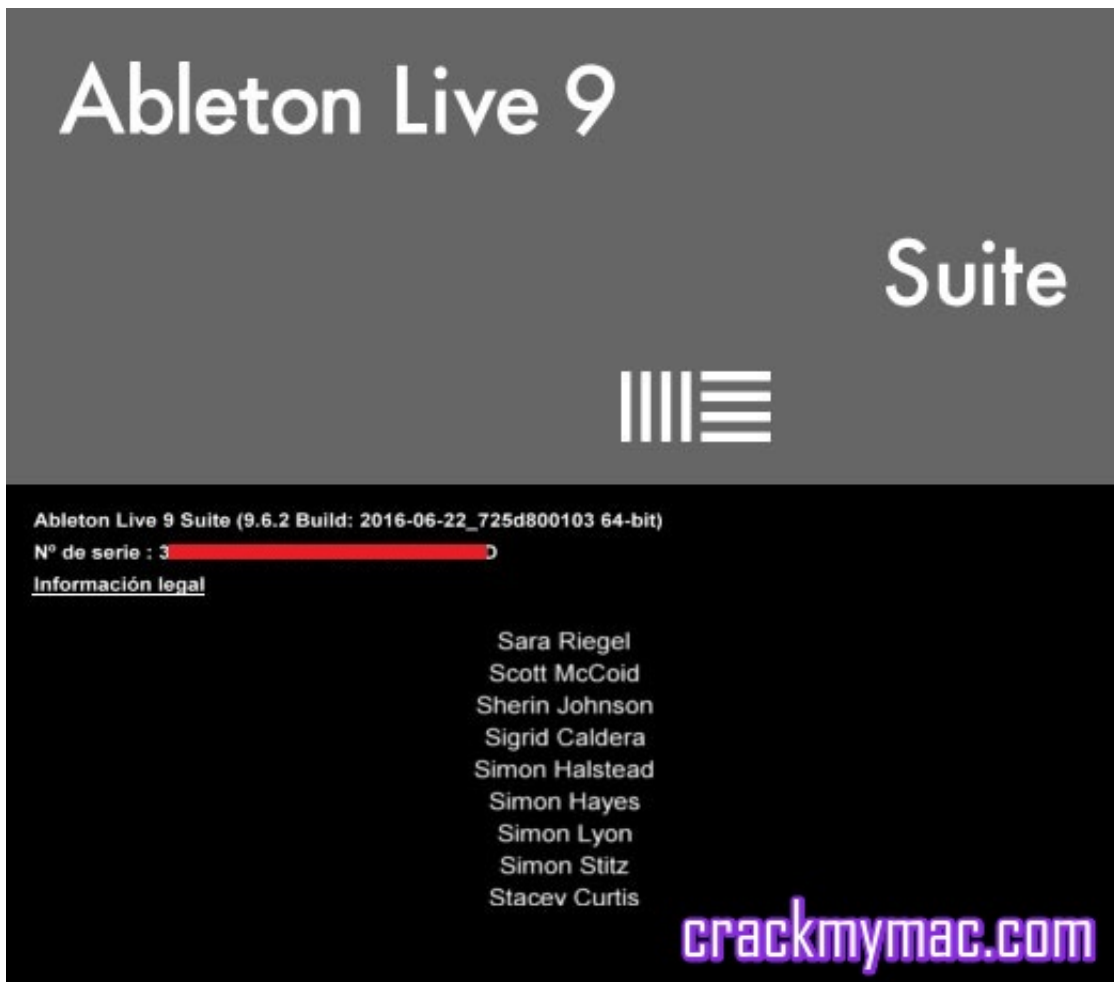 Ableton Live 9
Suite
Ableton Live 9 Suite (9.6.2 Build: 2016-06-22_725d800103 64-bit)
Nº de serie : 3 D
Información legal
Sara Riegel
Scott McCoid
Sherin Johnson
Sigrid Caldera
Simon Halstead
Simon Hayes
Simon Lyon
Simon Stitz
Stacey Curtis
crackmymac.com